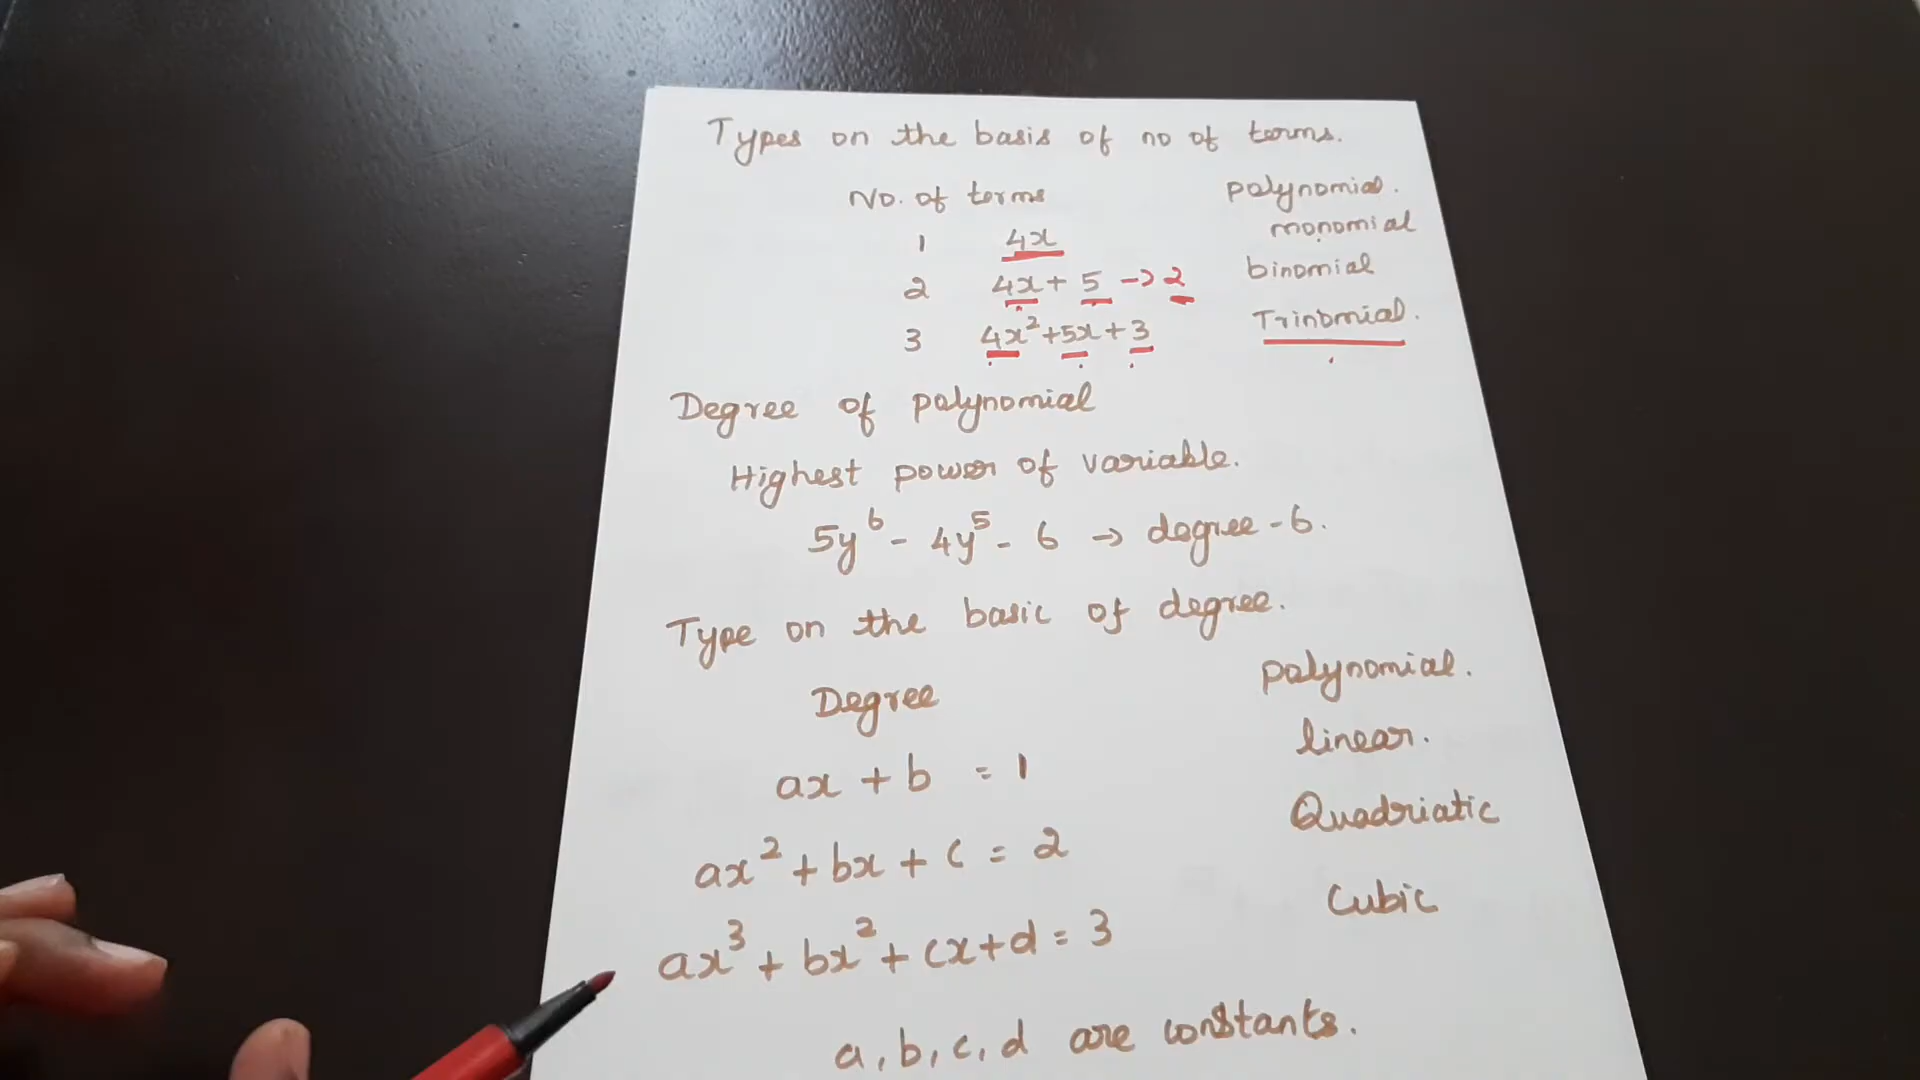 Types on the basis of no of terms.
No. of terms polynomial.
1 4x monomial
2 4x + 5 → 2 binomial
3 4x² + 5x + 3 Trinomial.
Degree of polynomial
Highest power of variable.
5y⁶ - 4y⁵ - 6 → degree - 6.
Type on the basic of degree.
Degree polynomial.
ax + b = 1 linear.
ax² + bx + c = 2 Quadriatic
ax³ + bx² + cx + d = 3 Cubic
a, b, c, d are constants.